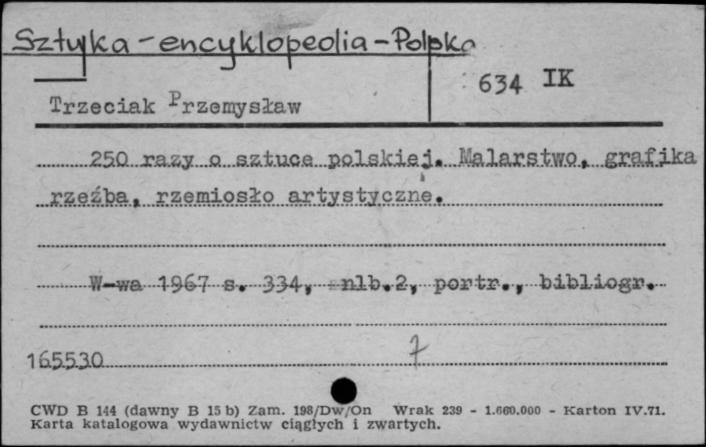 Sztuka - encyklopedia - Polska
634 IK
Trzeciak Przemysław
250 razy o sztuce polskiej. Malarstwo, grafika
rzeźba, rzemiosło artystyczne.
W-wa 1967 s. 334, nlb.2, portr., bibliogr.
165530 7
CWD B 144 (dawny B 15 b) Zam. 198/Dw/On Wrak 239 - 1.660.000 - Karton IV.71.
Karta katalogowa wydawnictw ciągłych i zwartych.